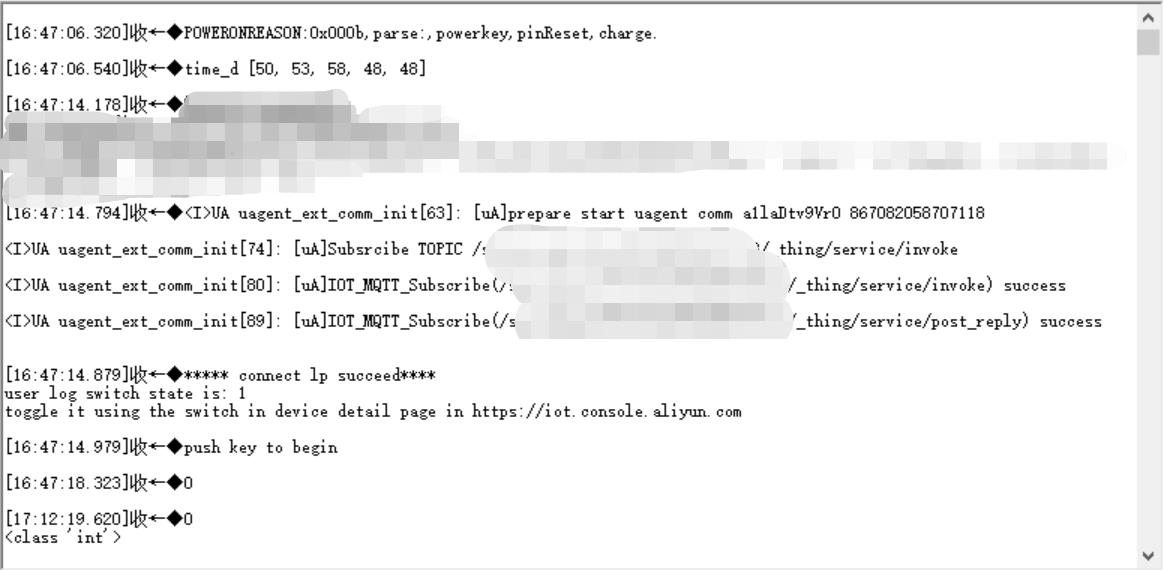 [16:47:06.320]收←◆POWERONREASON:0x000b,parse:,powerkey,pinReset,charge.
[16:47:06.540]收←◆time_d [50, 53, 58, 48, 48]
[16:47:14.178]收←◆
[16:47:14.794]收←◆<I>UA uagent_ext_comm_init[63]: [uA]prepare start uagent comm a1laDtv9Vr0 867082058707118
<I>UA uagent_ext_comm_init[74]: [uA]Subsrcibe TOPIC /s /_thing/service/invoke
<I>UA uagent_ext_comm_init[80]: [uA]IOT_MQTT_Subscribe(/s /_thing/service/invoke) success
<I>UA uagent_ext_comm_init[89]: [uA]IOT_MQTT_Subscribe(/s /_thing/service/post_reply) success
[16:47:14.879]收←◆***** connect lp succeed****
user log switch state is: 1
toggle it using the switch in device detail page in https://iot.console.aliyun.com
[16:47:14.979]收←◆push key to begin
[16:47:18.323]收←◆0
[17:12:19.620]收←◆0
<class 'int'>